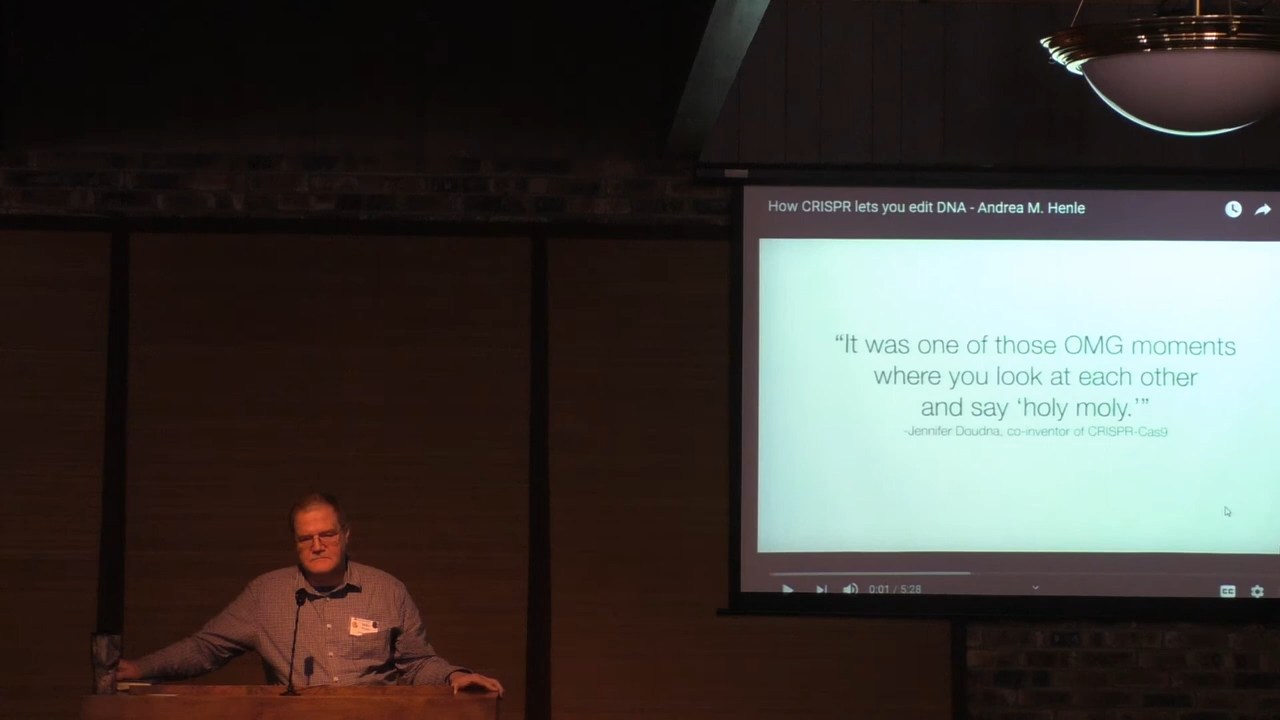 How CRISPR lets you edit DNA - Andrea M. Henle
“It was one of those OMG moments
where you look at each other
and say ‘holy moly.’”
-Jennifer Doudna, co-inventor of CRISPR-Cas9
0:01 / 5:28
CC